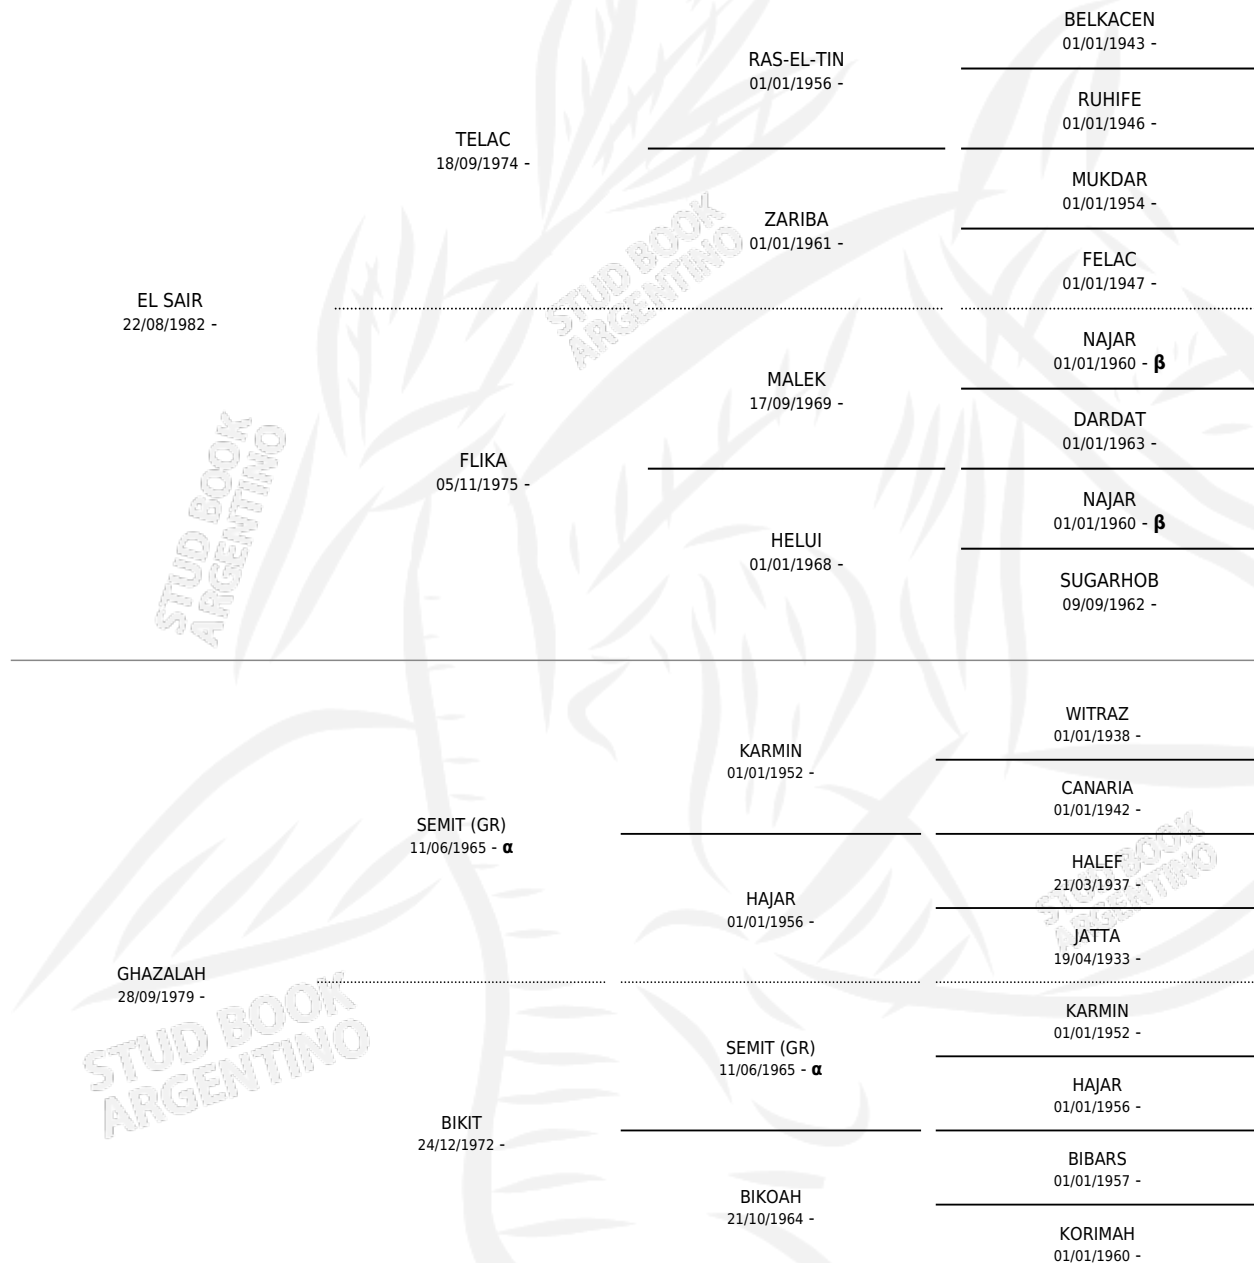 BELKACEN
01/01/1943 -
RAS-EL-TIN
01/01/1956 -
RUHIFE
01/01/1946 -
TELAC
18/09/1974 -
MUKDAR
01/01/1954 -
ZARIBA
01/01/1961 -
FELAC
01/01/1947 -
EL SAIR
22/08/1982 -
NAJAR
01/01/1960 - β
MALEK
17/09/1969 -
DARDAT
01/01/1963 -
FLIKA
05/11/1975 -
NAJAR
01/01/1960 - β
HELUI
01/01/1968 -
SUGARHOB
09/09/1962 -
WITRAZ
01/01/1938 -
KARMIN
01/01/1952 -
CANARIA
01/01/1942 -
SEMIT (GR)
11/06/1965 - α
HALEF
21/03/1937 -
HAJAR
01/01/1956 -
JATTA
19/04/1933 -
GHAZALAH
28/09/1979 -
KARMIN
01/01/1952 -
SEMIT (GR)
11/06/1965 - α
HAJAR
01/01/1956 -
BIKIT
24/12/1972 -
BIBARS
01/01/1957 -
BIKOAH
21/10/1964 -
KORIMAH
01/01/1960 -
STUD BOOK
ARGENTINO
STUD BOOK
ARGENTINO
STUD BOOK
ARGENTINO
STUD BOOK
ARGENTINO